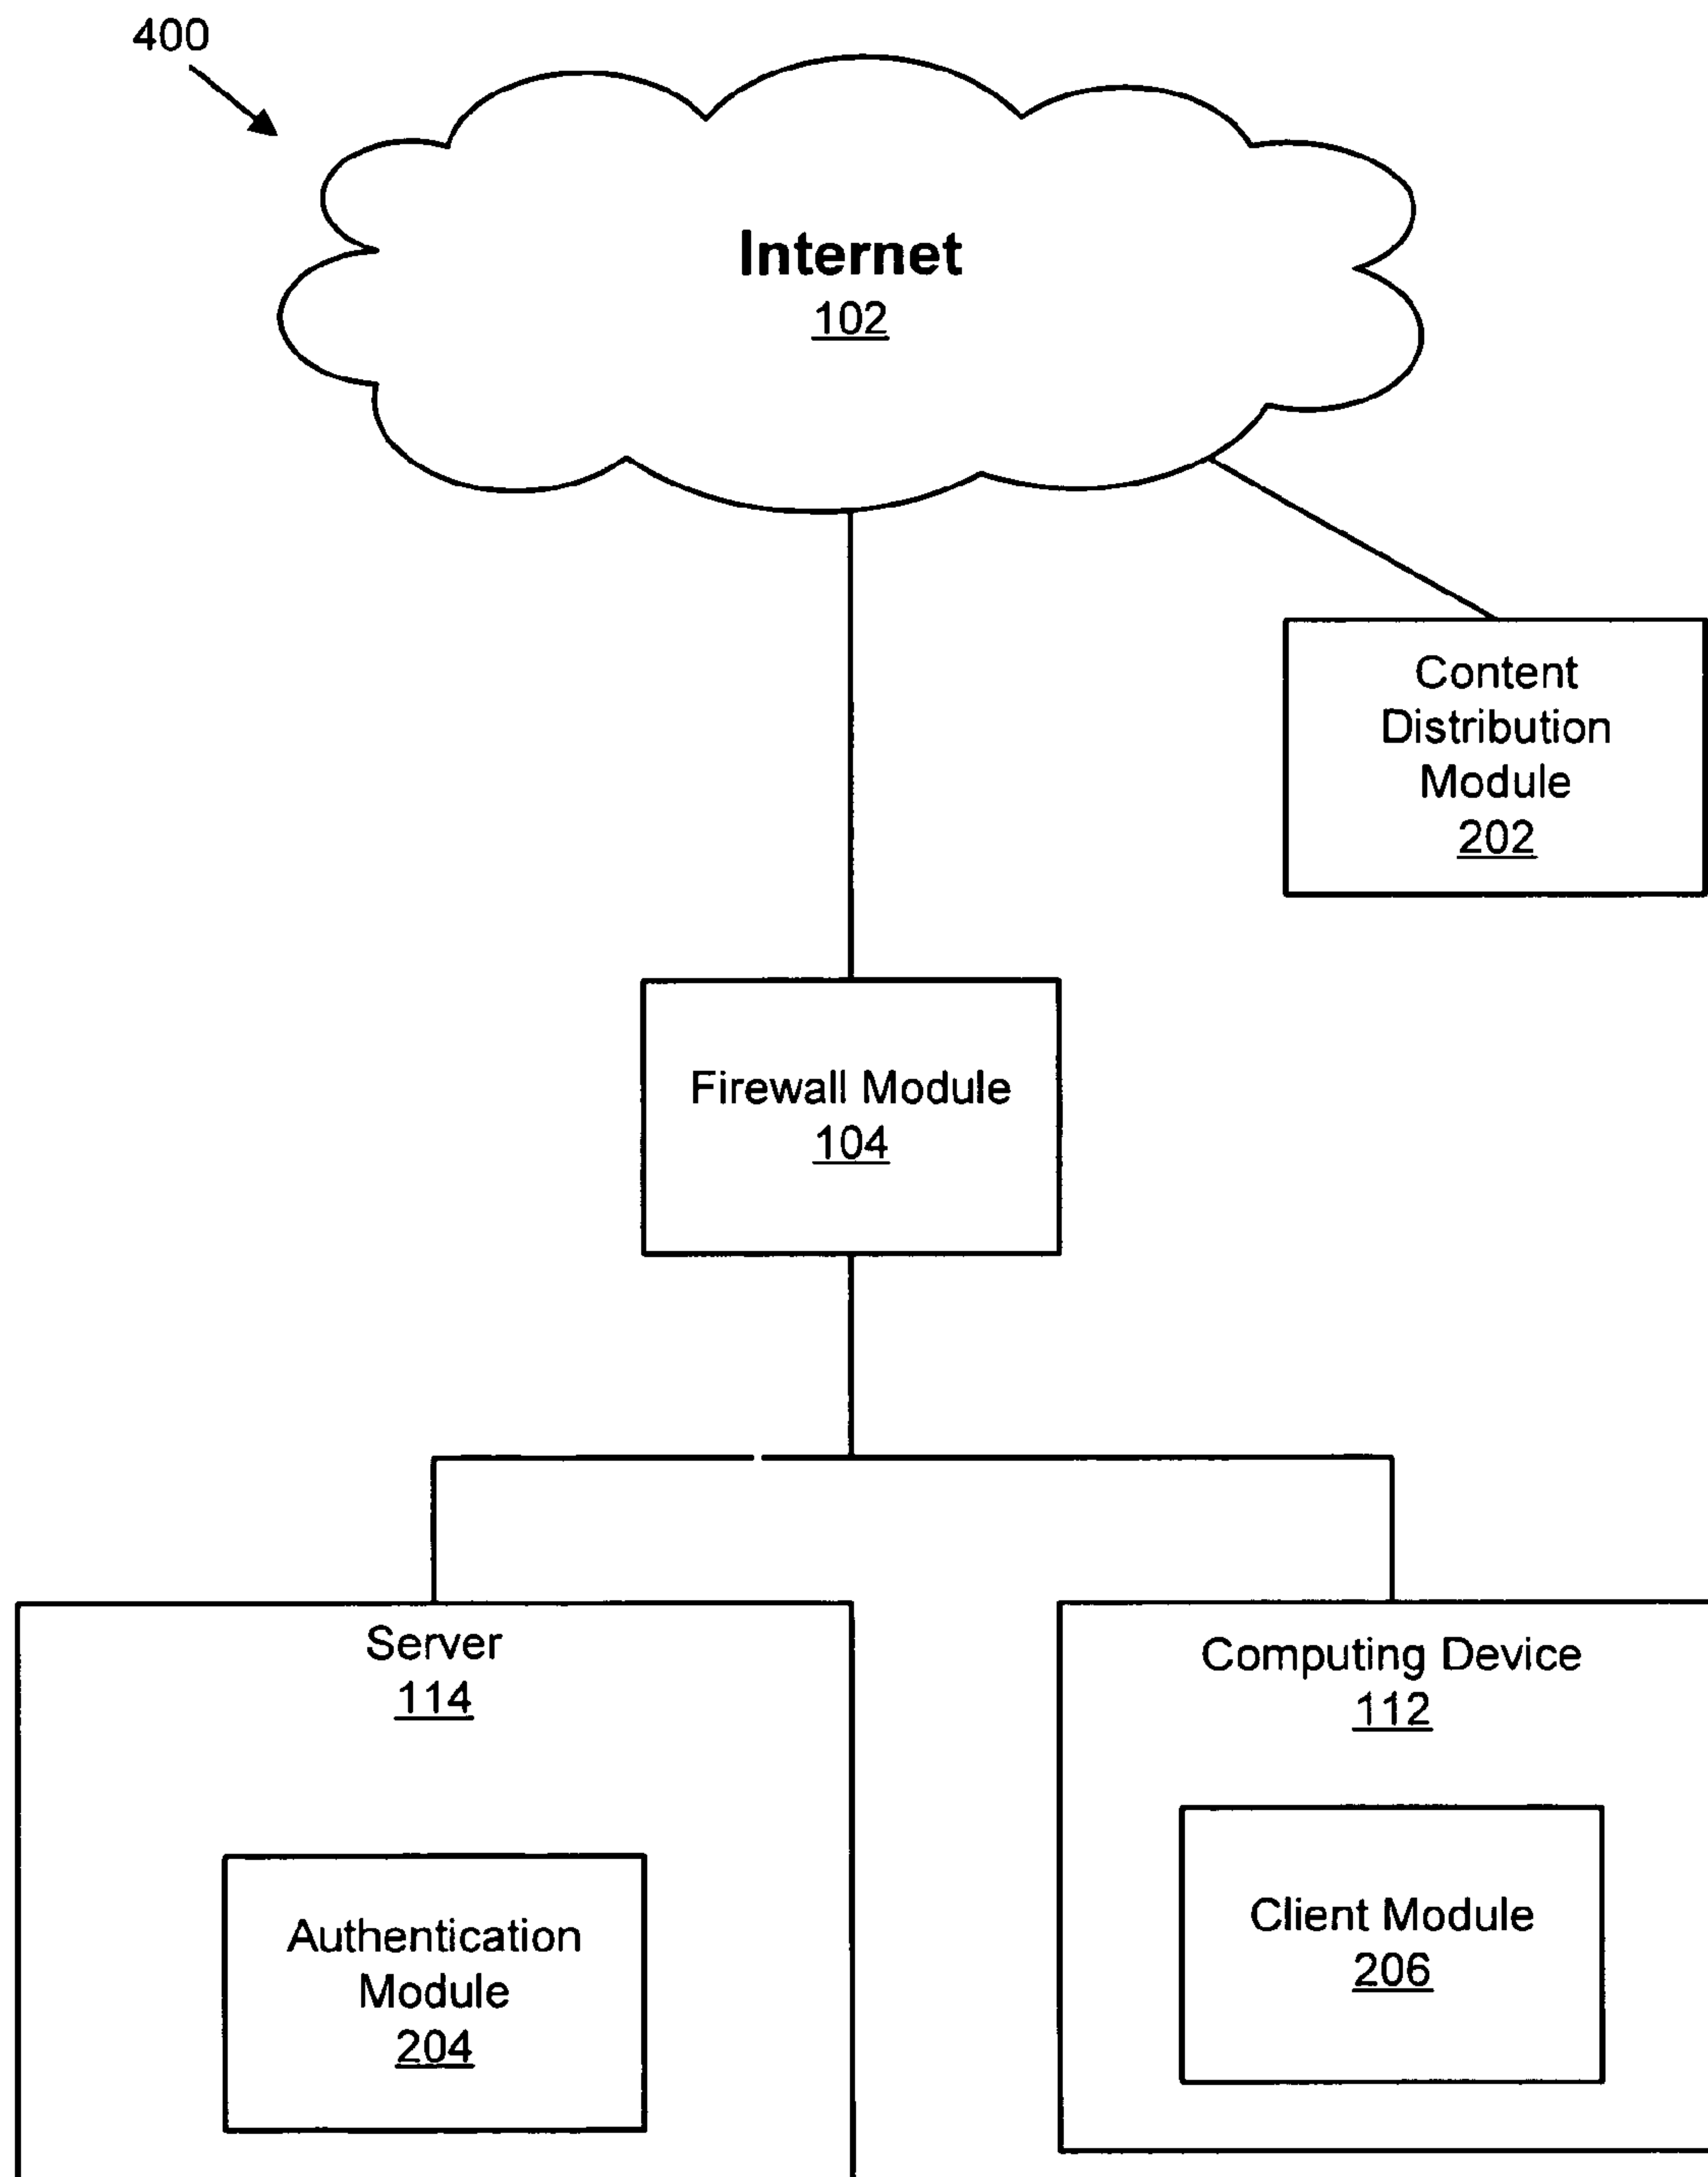 400
Internet
102
Content
Distribution
Module
202
Firewall Module
104
Server
114
Authentication
Module
204
Computing Device
112
Client Module
206